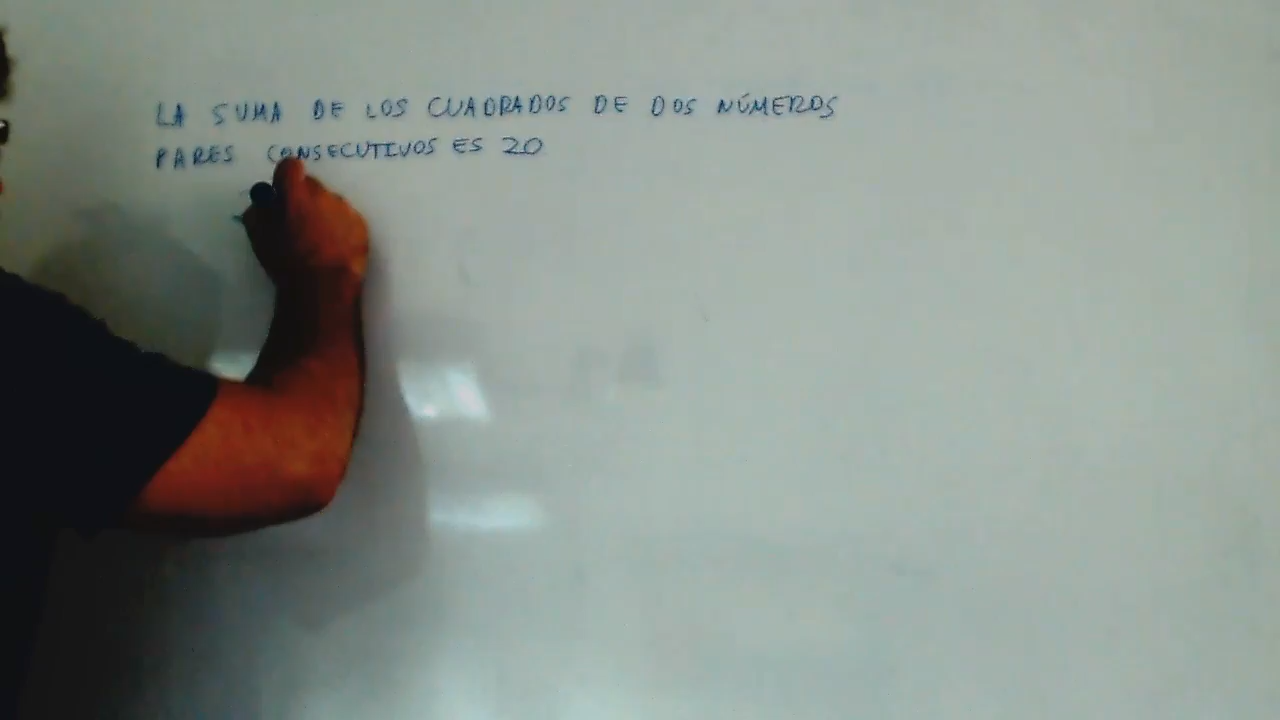 LA SUMA DE LOS CUADRADOS DE DOS NÚMEROS
PARES CONSECUTIVOS ES 20